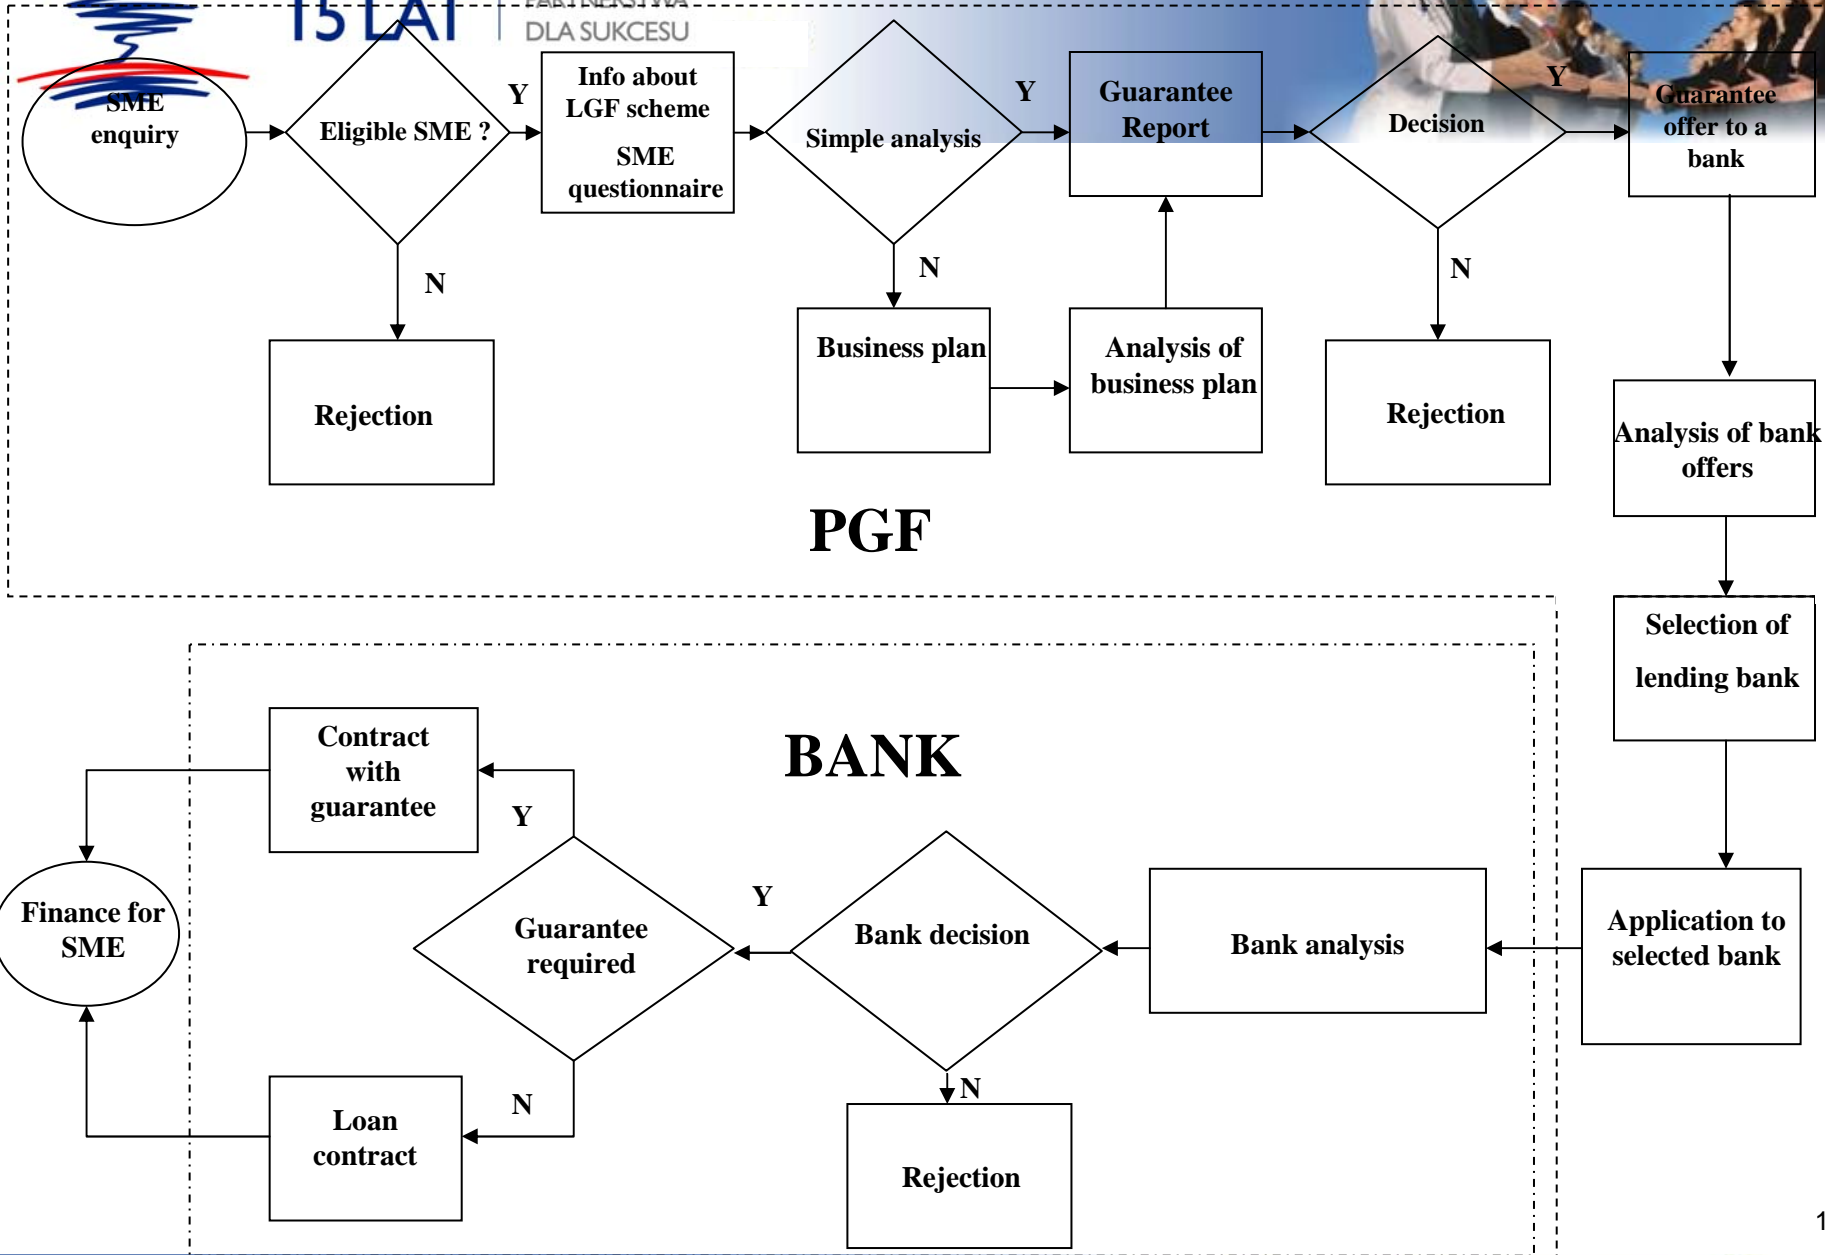 15 LAT
PARTNERSTWA
DLA SUKCESU
SME
enquiry
Eligible SME ?
Y
N
Rejection
Info about
LGF scheme
SME
questionnaire
Simple analysis
Y
N
Business plan
Analysis of
business plan
Guarantee
Report
Decision
Y
N
Rejection
Guarantee
offer to a
bank
Analysis of bank
offers
PGF
Selection of
lending bank
BANK
Application to
selected bank
Bank analysis
Bank decision
Y
N
Rejection
Guarantee
required
Y
N
Contract
with
guarantee
Loan
contract
Finance for
SME
1